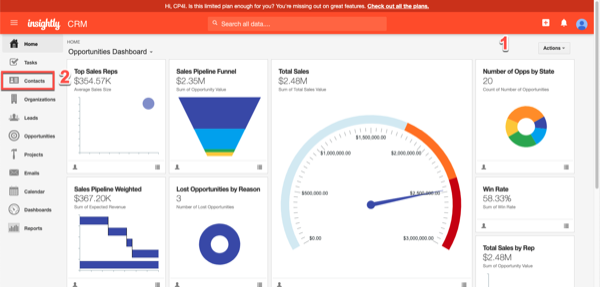 Hi, CP4I. Is this limited plan enough for you? You're missing out on great features. Check out all the plans.
insightly CRM
Search all data...
Home
Tasks
Contacts
Organizations
Leads
Opportunities
Projects
Emails
Calendar
Dashboards
Reports
2
HOME
Opportunities Dashboard
1
Actions
Top Sales Reps
$354.57K
Average Sales Size
Sales Pipeline Funnel
$2.35M
Sum of Opportunity Value
Total Sales
$2.48M
Sum of Total Sales Value
$0.00
$500,000.00
$1,000,000.00
$1,500,000.00
$2,000,000.00
$3,000,000.00
Number of Opps by State
20
Count of Number of Opportunities
Sales Pipeline Weighted
$367.20K
Sum of Expected Revenue
Lost Opportunities by Reason
3
Number of Lost Opportunities
Win Rate
58.33%
Sum of Win Rate
Total Sales by Rep
$2.48M
Sum of Opportunity Value